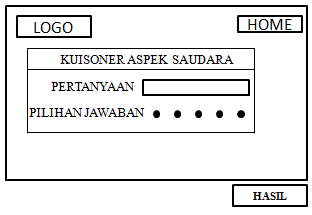 LOGO
HOME
KUISONER ASPEK SAUDARA
PERTANYAAN
PILIHAN JAWABAN
HASIL